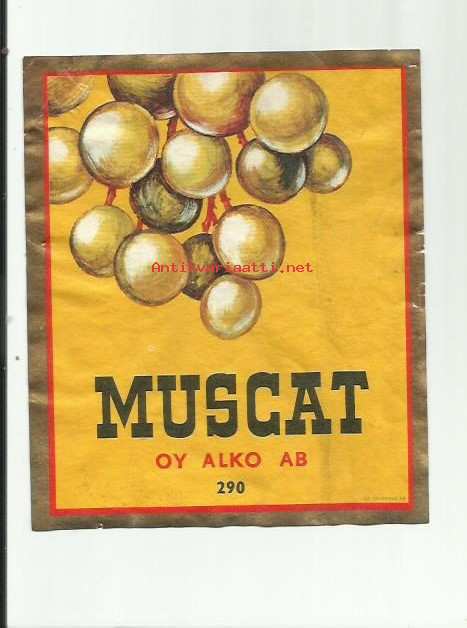 Antikvariaatti.net
MUSCAT
OY ALKO AB
290